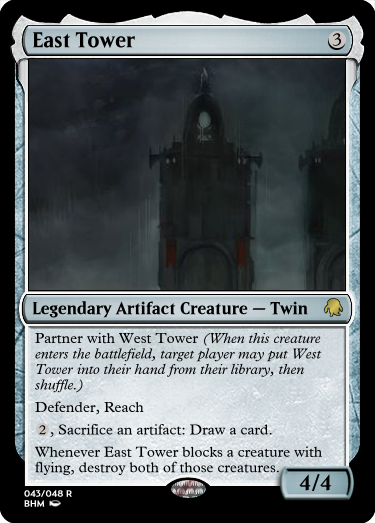 East Tower 3
Legendary Artifact Creature — Twin
Partner with West Tower (When this creature
enters the battlefield, target player may put West
Tower into their hand from their library, then
shuffle.)
Defender, Reach
2, Sacrifice an artifact: Draw a card.
Whenever East Tower blocks a creature with
flying, destroy both of those creatures.
4/4
043/048 R
BHM